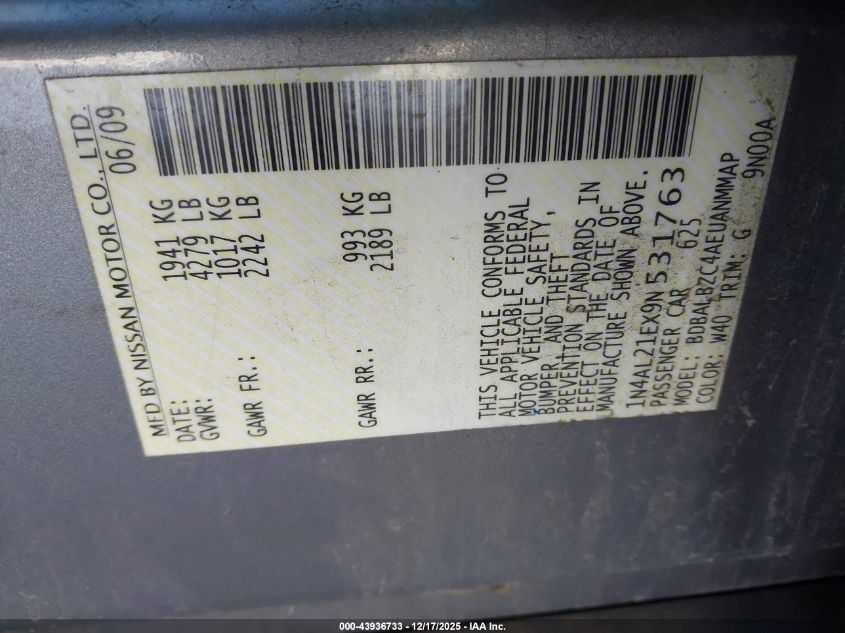 MFD BY NISSAN MOTOR CO., LTD.
DATE: 06/09
GVWR: 1941 KG
4279 LB
GAWR FR.: 1017 KG
2242 LB
GAWR RR.: 993 KG
2189 LB
THIS VEHICLE CONFORMS TO
ALL APPLICABLE FEDERAL
MOTOR VEHICLE SAFETY,
BUMPER, AND THEFT
PREVENTION STANDARDS IN
EFFECT ON THE DATE OF
MANUFACTURE SHOWN ABOVE.
1N4AL21EX9N531763
PASSENGER CAR 625
MODEL: BDBALBZC4AEUANMMAP
COLOR: W40 TRIM: G 9N00A
000-43936733 - 12/17/2025 - IAA Inc.